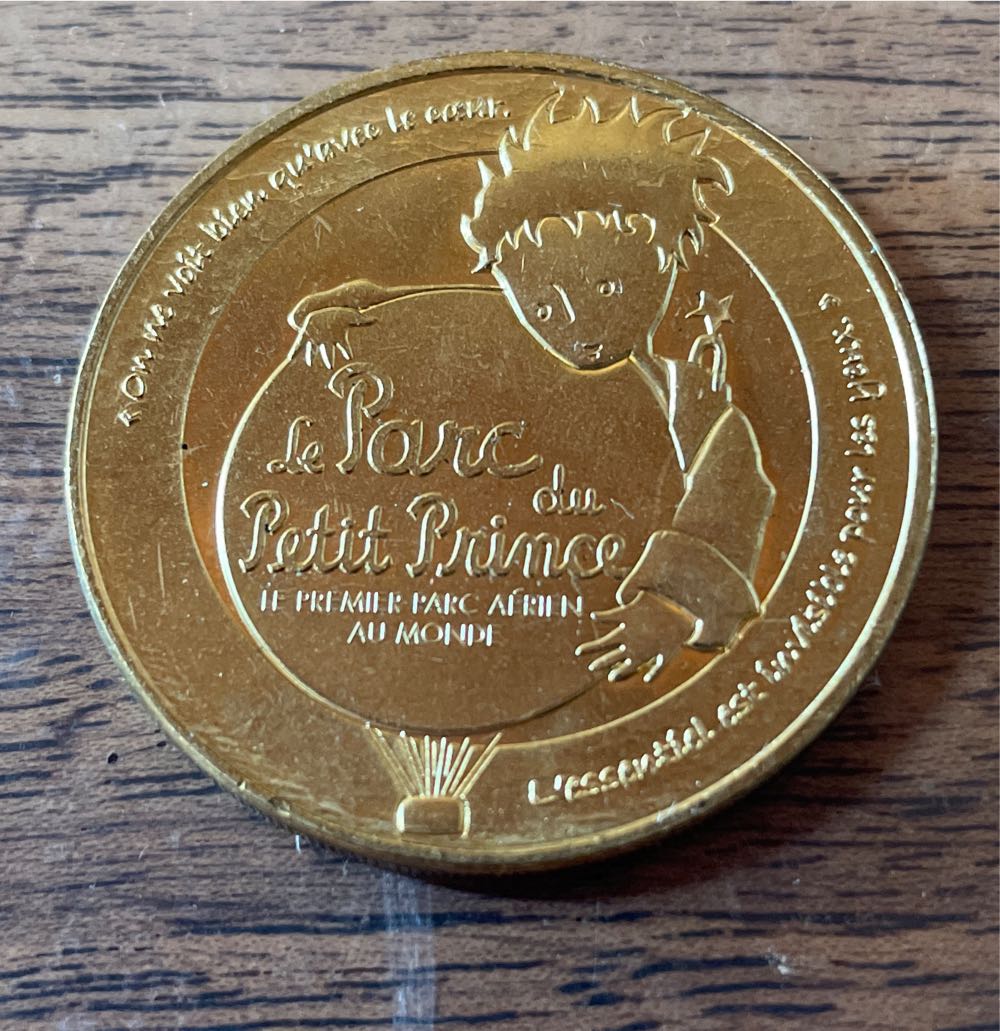 « On ne voit bien qu'avec le cœur.
L'essentiel est invisible pour les yeux. »
Le Parc
du
Petit Prince
LE PREMIER PARC AÉRIEN
AU MONDE